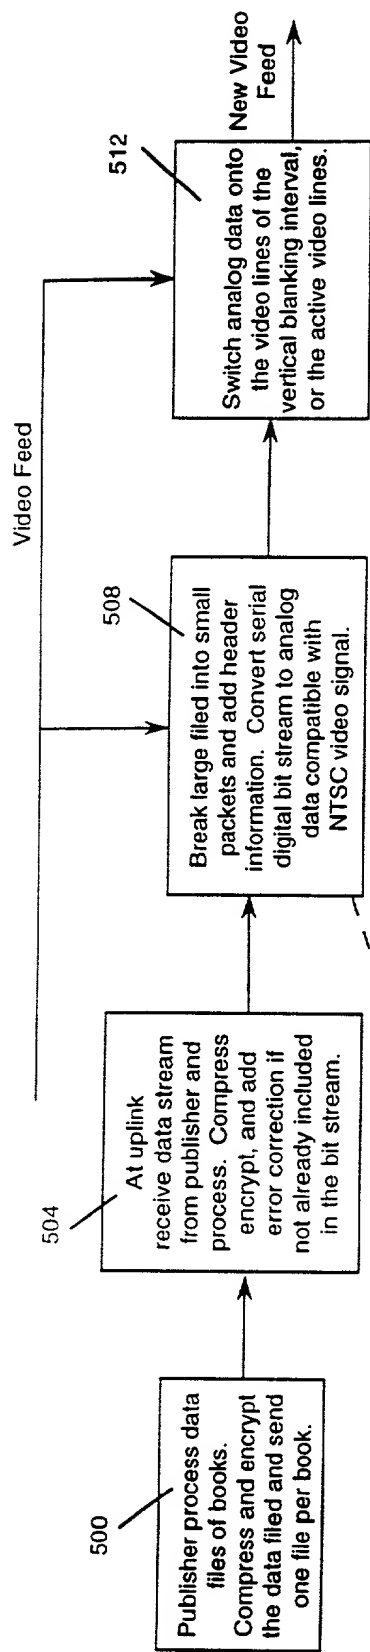 500
Publisher process data
files of books.
Compress and encrypt
the data filed and send
one file per book.
504
At uplink
receive data stream
from publisher and
process. Compress
encrypt, and add
error correction if
not already included
in the bit stream.
Video Feed
508
Break large filed into small
packets and add header
information. Convert serial
digital bit stream to analog
data compatible with
NTSC video signal.
512
Switch analog data onto
the video lines of the
vertical blanking interval,
or the active video lines.
New Video
Feed